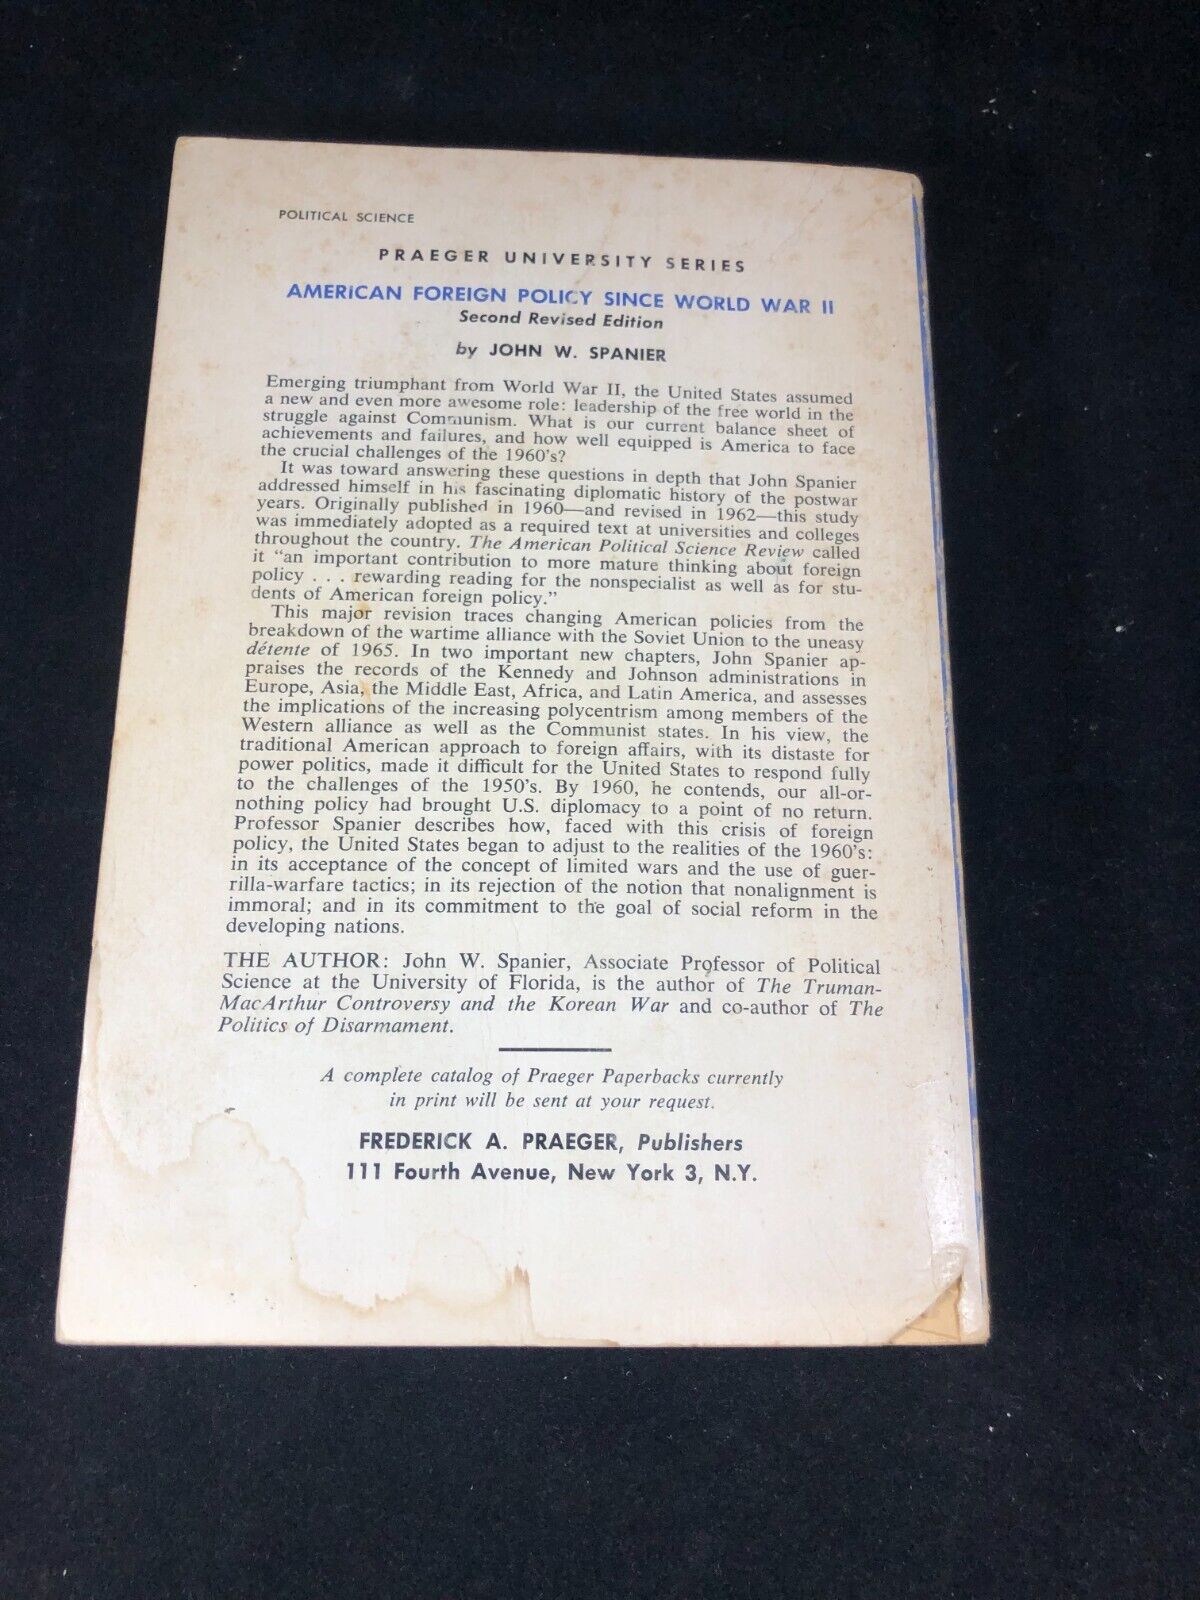 POLITICAL SCIENCE
PRAEGER UNIVERSITY SERIES
AMERICAN FOREIGN POLICY SINCE WORLD WAR II
Second Revised Edition
by JOHN W. SPANIER
Emerging triumphant from World War II, the United States assumed
a new and even more awesome role: leadership of the free world in the
struggle against Communism. What is our current balance sheet of
achievements and failures, and how well equipped is America to face
the crucial challenges of the 1960's?
It was toward answering these questions in depth that John Spanier
addressed himself in his fascinating diplomatic history of the postwar
years. Originally published in 1960—and revised in 1962—this study
was immediately adopted as a required text at universities and colleges
throughout the country. The American Political Science Review called
it "an important contribution to more mature thinking about foreign
policy . . . rewarding reading for the nonspecialist as well as for stu-
dents of American foreign policy."
This major revision traces changing American policies from the
breakdown of the wartime alliance with the Soviet Union to the uneasy
détente of 1965. In two important new chapters, John Spanier ap-
praises the records of the Kennedy and Johnson administrations in
Europe, Asia, the Middle East, Africa, and Latin America, and assesses
the implications of the increasing polycentrism among members of the
Western alliance as well as the Communist states. In his view, the
traditional American approach to foreign affairs, with its distaste for
power politics, made it difficult for the United States to respond fully
to the challenges of the 1950's. By 1960, he contends, our all-or-
nothing policy had brought U.S. diplomacy to a point of no return.
Professor Spanier describes how, faced with this crisis of foreign
policy, the United States began to adjust to the realities of the 1960's:
in its acceptance of the concept of limited wars and the use of guer-
rilla-warfare tactics; in its rejection of the notion that nonalignment is
immoral; and in its commitment to the goal of social reform in the
developing nations.
THE AUTHOR: John W. Spanier, Associate Professor of Political
Science at the University of Florida, is the author of The Truman-
MacArthur Controversy and the Korean War and co-author of The
Politics of Disarmament.
A complete catalog of Praeger Paperbacks currently
in print will be sent at your request.
FREDERICK A. PRAEGER, Publishers
111 Fourth Avenue, New York 3, N.Y.